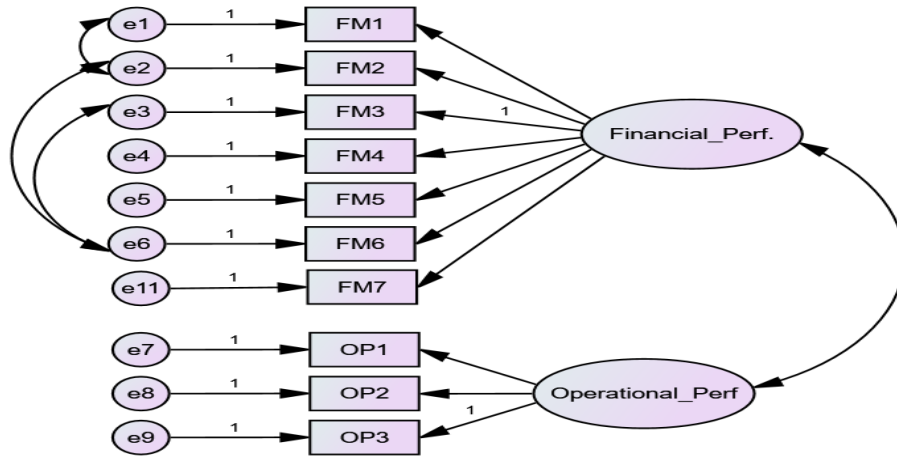 e1 1 FM1
e2 1 FM2
e3 1 FM3 1 Financial_Perf.
e4 1 FM4
e5 1 FM5
e6 1 FM6
e11 1 FM7
e7 1 OP1
e8 1 OP2 Operational_Perf
e9 1 OP3 1